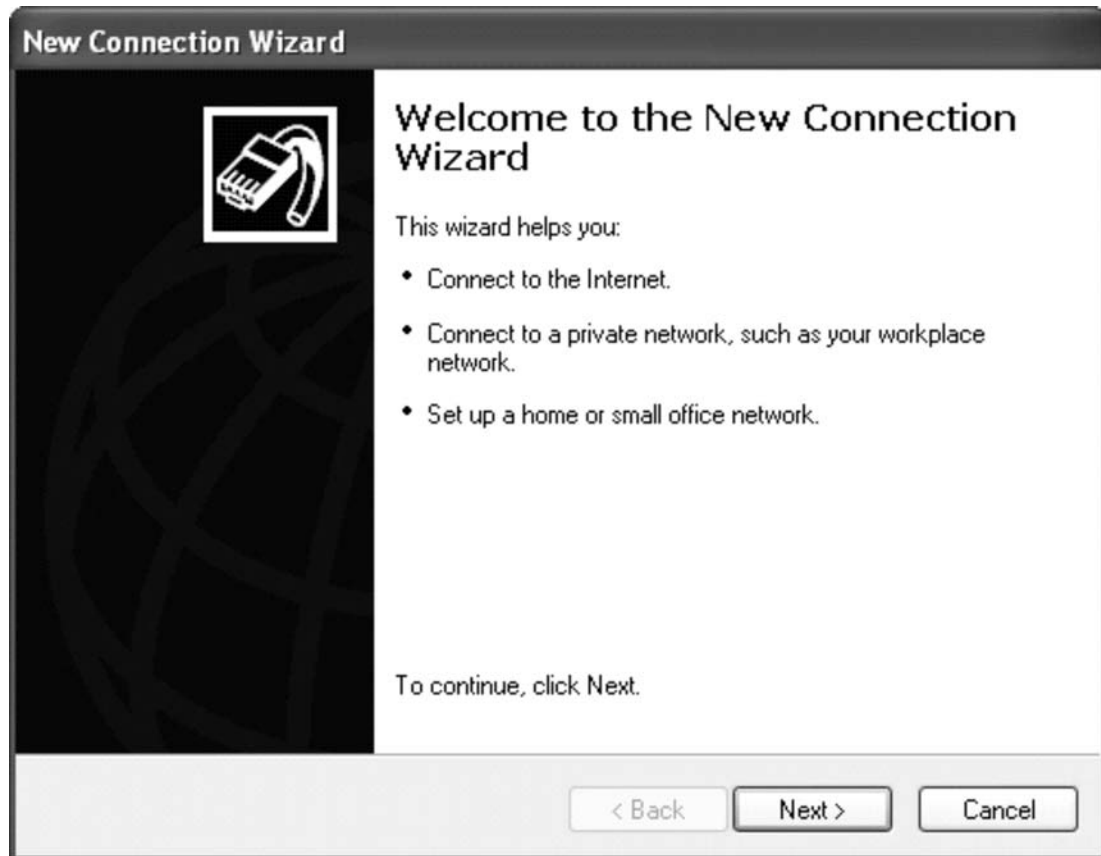 New Connection Wizard
Welcome to the New Connection
Wizard
This wizard helps you:
• Connect to the Internet.
• Connect to a private network, such as your workplace
network.
• Set up a home or small office network.
To continue, click Next.
< Back Next > Cancel